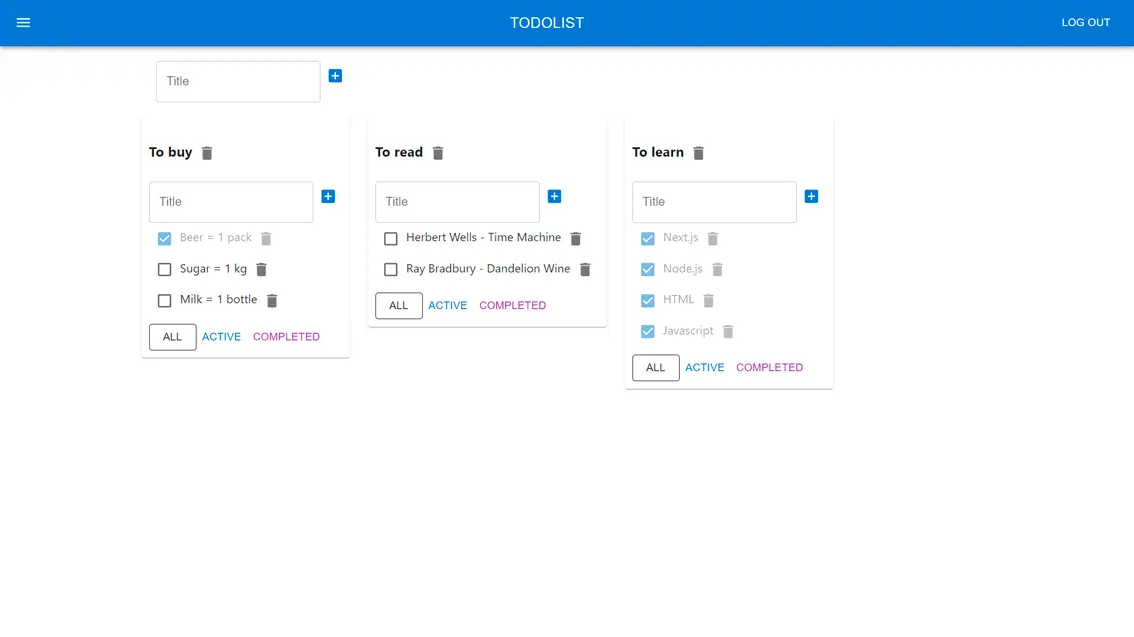 TODOLIST
LOG OUT
Title
To buy
Title
Beer = 1 pack
Sugar = 1 kg
Milk = 1 bottle
ALL ACTIVE COMPLETED
To read
Title
Herbert Wells - Time Machine
Ray Bradbury - Dandelion Wine
ALL ACTIVE COMPLETED
To learn
Title
Next.js
Node.js
HTML
Javascript
ALL ACTIVE COMPLETED